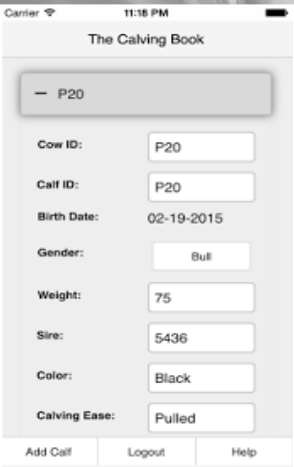 Carrier 11:18 PM
The Calving Book
— P20
Cow ID: P20
Calf ID: P20
Birth Date: 02-19-2015
Gender: Bull
Weight: 75
Sire: 5436
Color: Black
Calving Ease: Pulled
Add Calf Logout Help